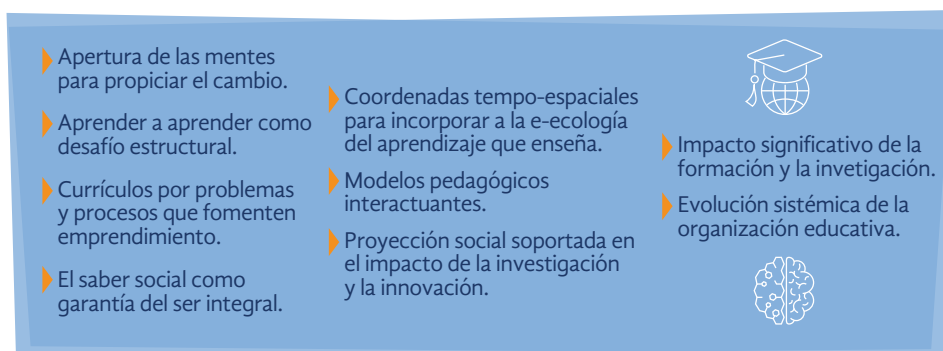 Apertura de las mentes
para propiciar el cambio.
Aprender a aprender como
desafío estructural.
Currículos por problemas
y procesos que fomenten
emprendimiento.
El saber social como
garantía del ser integral.
Coordenadas tempo-espaciales
para incorporar a la e-ecología
del aprendizaje que enseña.
Modelos pedagógicos
interactuantes.
Proyección social soportada en
el impacto de la investigación
y la innovación.
Impacto significativo de la
formación y la invetigación.
Evolución sistémica de la
organización educativa.